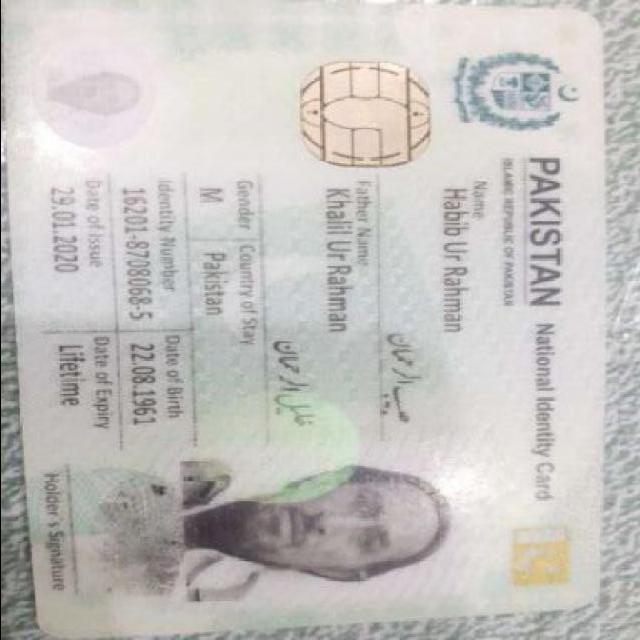 PAKISTAN National Identity Card
ISLAMIC REPUBLIC OF PAKISTAN
Name
Habib Ur Rahman
حبیب الرحمان
Father Name
Khalil Ur Rahman
خلیل الرحمان
Gender Country of Stay
M Pakistan
Identity Number Date of Birth
16201-8708068-5 22.08.1961
Date of Issue Date of Expiry
29.01.2020 Lifetime
Holder's Signature